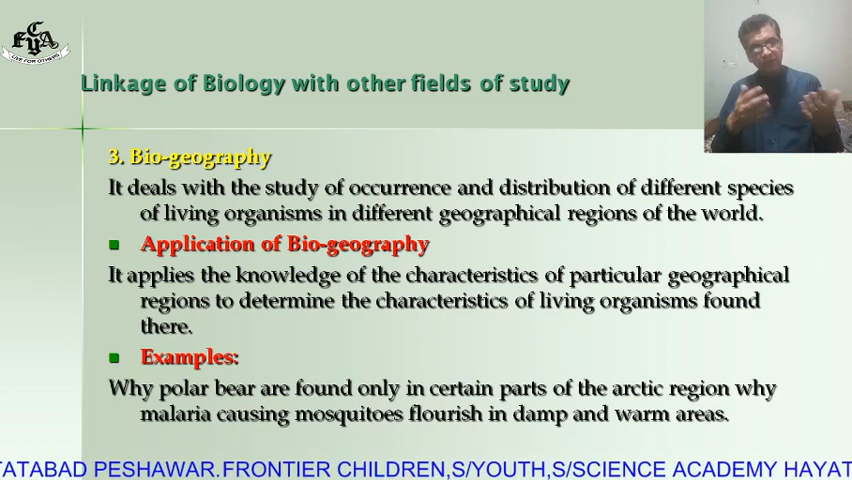 FCYA
LIVE FOR OTHERS
Linkage of Biology with other fields of study
3. Bio-geography
It deals with the study of occurrence and distribution of different species
of living organisms in different geographical regions of the world.
Application of Bio-geography
It applies the knowledge of the characteristics of particular geographical
regions to determine the characteristics of living organisms found
there.
Examples:
Why polar bear are found only in certain parts of the arctic region why
malaria causing mosquitoes flourish in damp and warm areas.
TATABAD PESHAWAR.FRONTIER CHILDREN,S/YOUTH,S/SCIENCE ACADEMY HAYAT